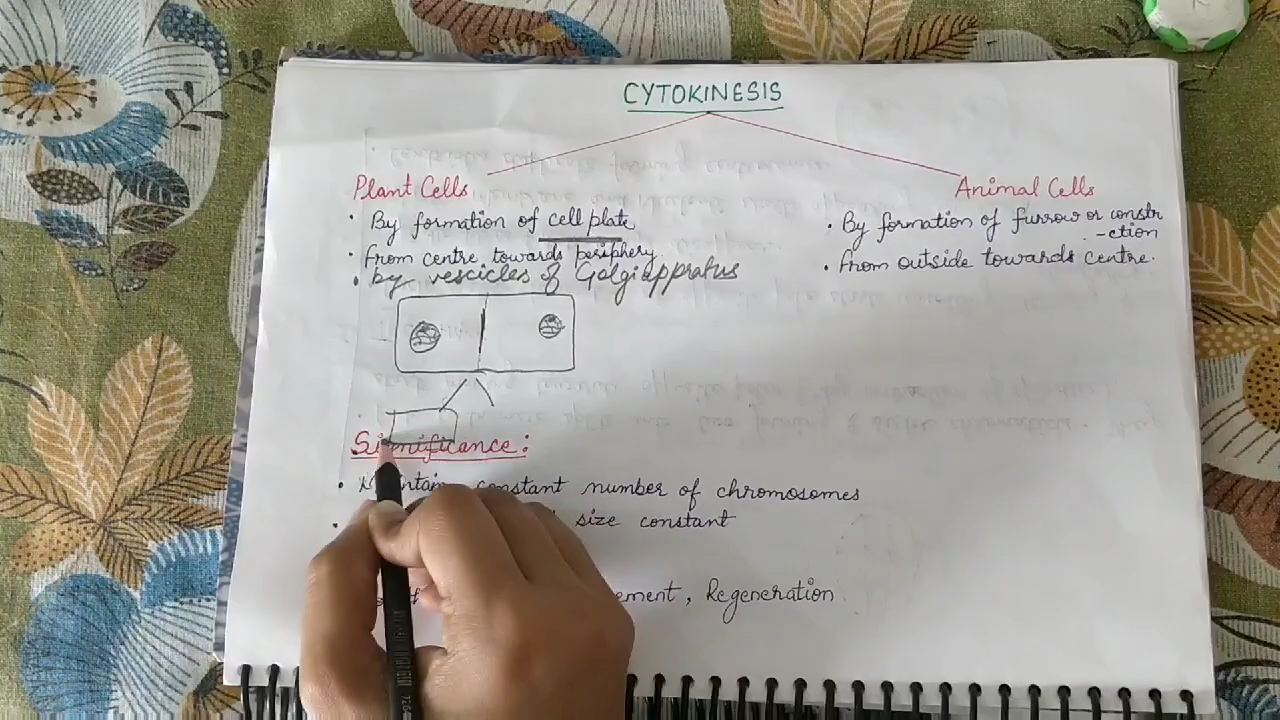 CYTOKINESIS
Plant Cells
• By formation of cell plate
• From centre towards periphery.
• by vescicles of Golgi appratus
Animal Cells
• By formation of furrow or constr
-ction
• From outside towards centre.
Significance:
• Maintain constant number of chromosomes
size constant
, Regeneration